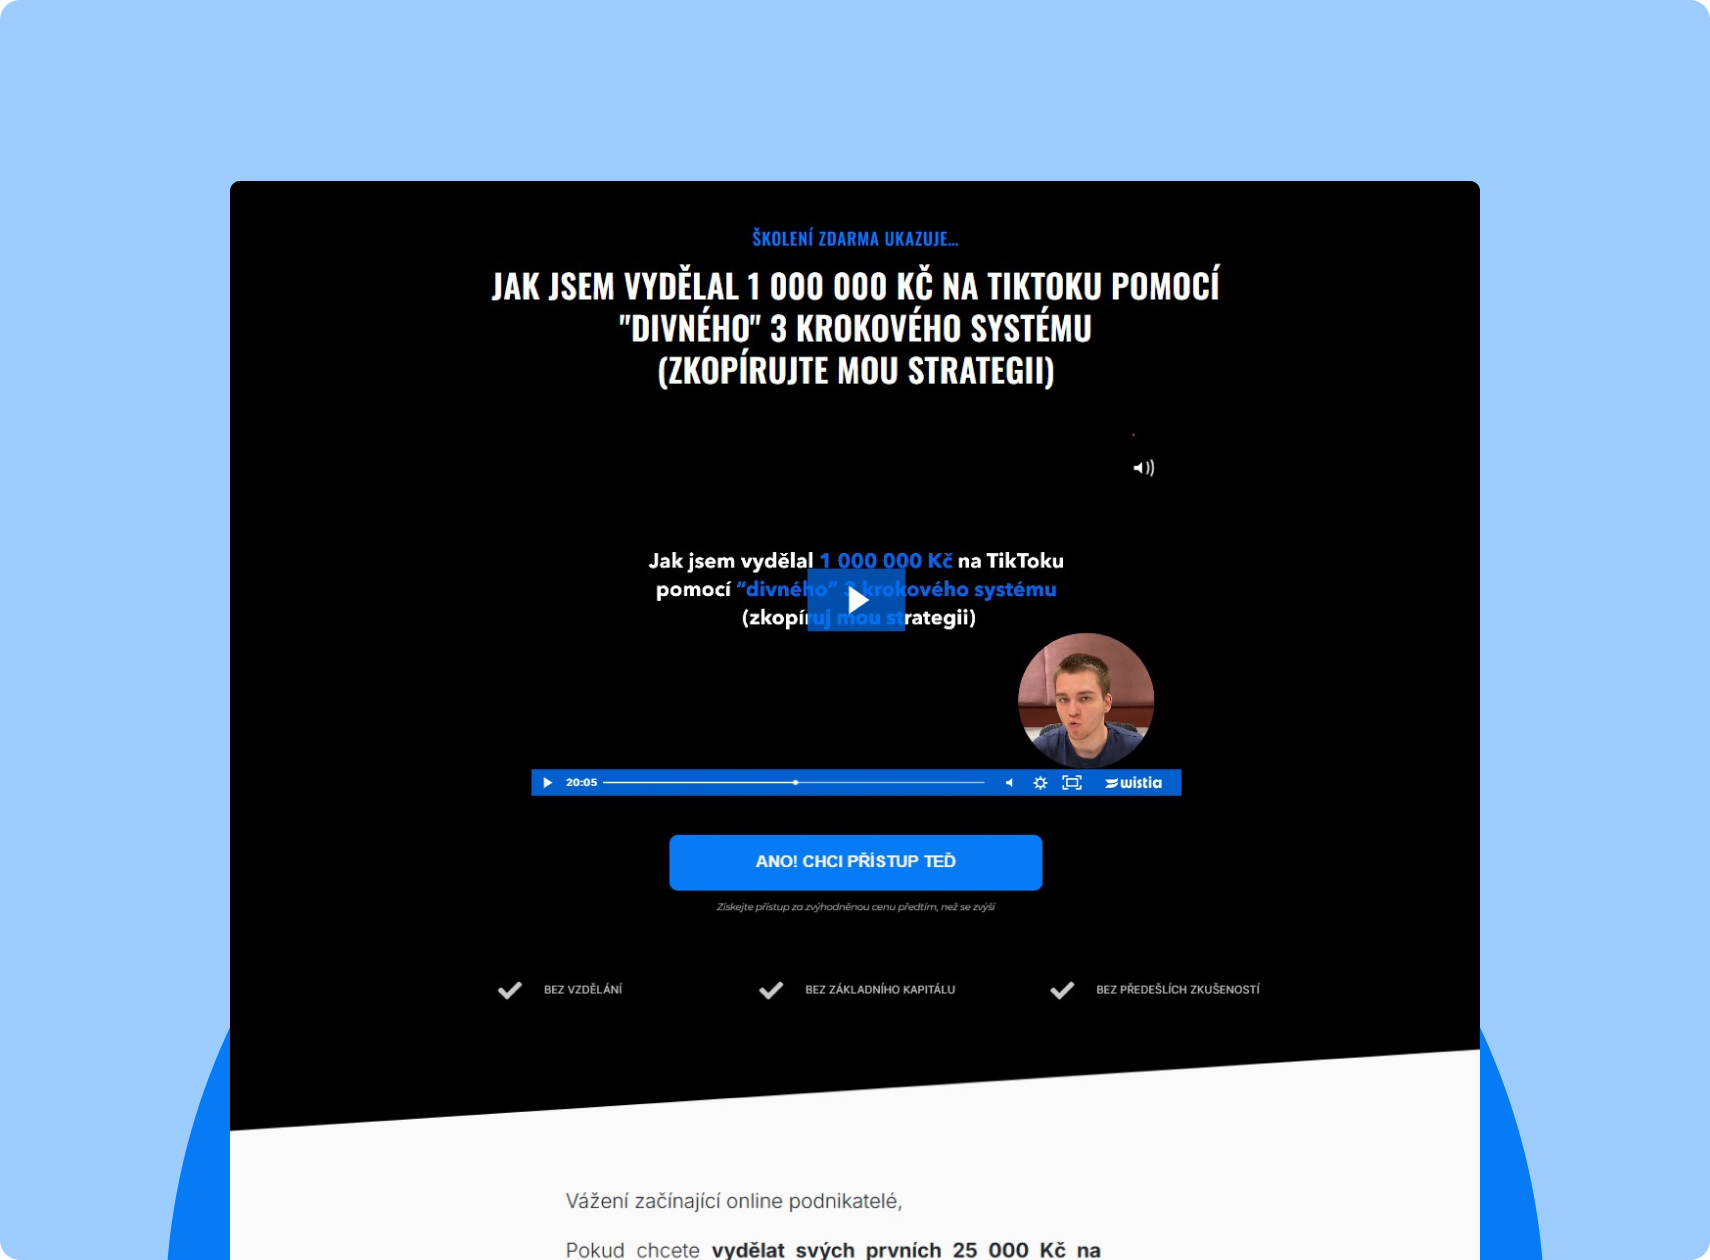 ŠKOLENÍ ZDARMA UKAZUJE...
JAK JSEM VYDĚLAL 1 000 000 KČ NA TIKTOKU POMOCÍ
"DIVNÉHO" 3 KROKOVÉHO SYSTÉMU
(ZKOPÍRUJTE MOU STRATEGII)
Jak jsem vydělal 1 000 000 Kč na TikToku
pomocí “divného” 3 krokového systému
(zkopíruj mou strategii)
20:05
wistia
ANO! CHCI PŘÍSTUP TEĎ
Získejte přístup za zvýhodněnou cenu předtím, než se zvýší
BEZ VZDĚLÁNÍ
BEZ ZÁKLADNÍHO KAPITÁLU
BEZ PŘEDEŠLÍCH ZKUŠENOSTÍ
Vážení začínající online podnikatelé,
Pokud chcete vydělat svých prvních 25 000 Kč na